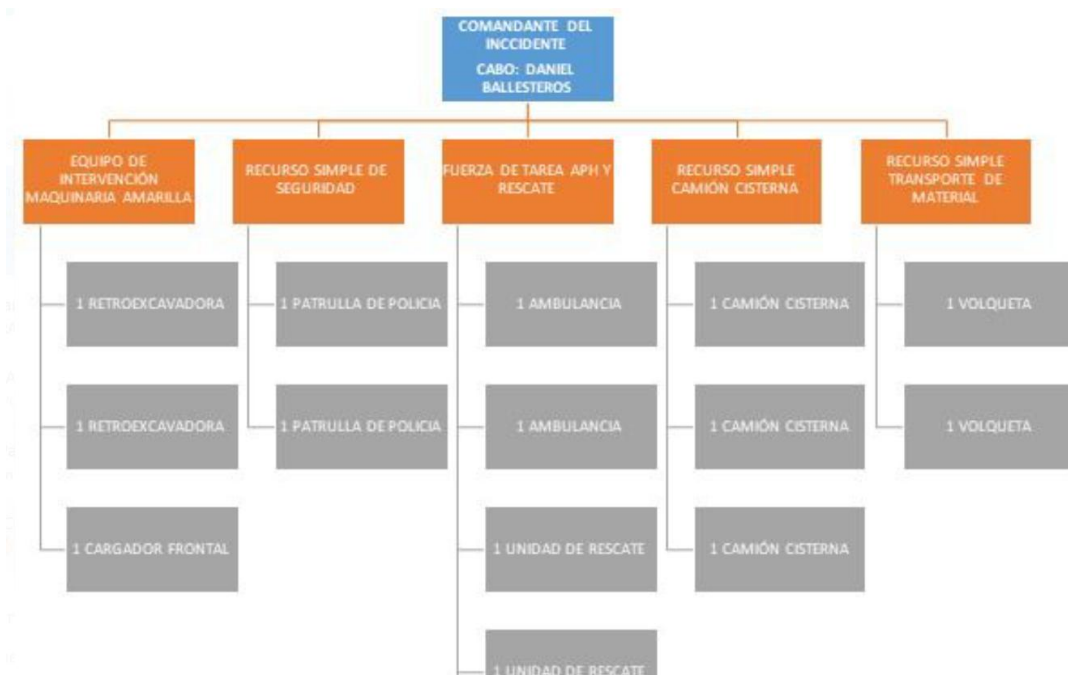 COMANDANTE DEL
INCCIDENTE
CABO: DANIEL
BALLESTEROS
EQUIPO DE
INTERVENCIÓN
MAQUINARIA AMARILLA
RECURSO SIMPLE DE
SEGURIDAD
FUERZA DE TAREA APH Y
RESCATE
RECURSO SIMPLE
CAMIÓN CISTERNA
RECURSO SIMPLE
TRANSPORTE DE
MATERIAL
1 RETROEXCAVADORA
1 PATRULLA DE POLICIA
1 AMBULANCIA
1 CAMIÓN CISTERNA
1 VOLQUETA
1 RETROEXCAVADORA
1 PATRULLA DE POLICIA
1 AMBULANCIA
1 CAMIÓN CISTERNA
1 VOLQUETA
1 CARGADOR FRONTAL
1 UNIDAD DE RESCATE
1 CAMIÓN CISTERNA
1 UNIDAD DE RESCATE